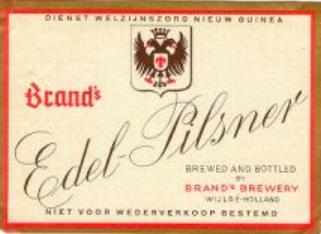 DIENST WELZIJNSZORG NIEUW GUINEA
Brand's
Edel-Pilsner
BREWED AND BOTTLED
BY
BRAND'S BREWERY
WIJLRE-HOLLAND
NIET VOOR WEDERVERKOOP BESTEMD